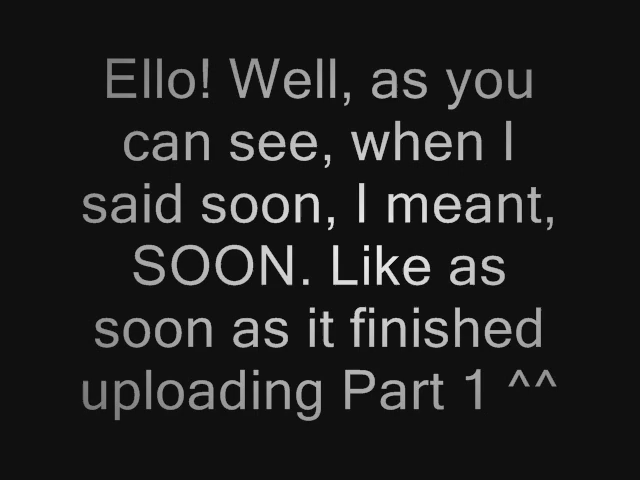 Ello! Well, as you
can see, when I
said soon, I meant,
SOON. Like as
soon as it finished
uploading Part 1 ^^